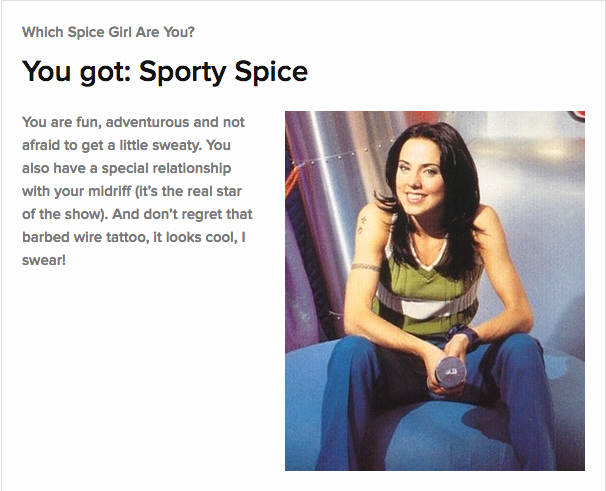 Which Spice Girl Are You?
You got: Sporty Spice
You are fun, adventurous and not
afraid to get a little sweaty. You
also have a special relationship
with your midriff (it's the real star
of the show). And don't regret that
barbed wire tattoo, it looks cool, I
swear!